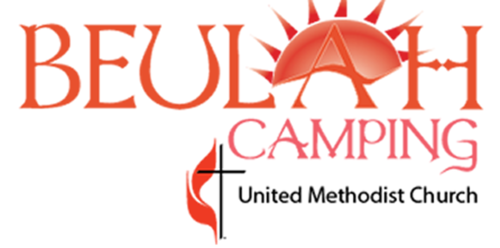 BEULAH
CAMPING
United Methodist Church